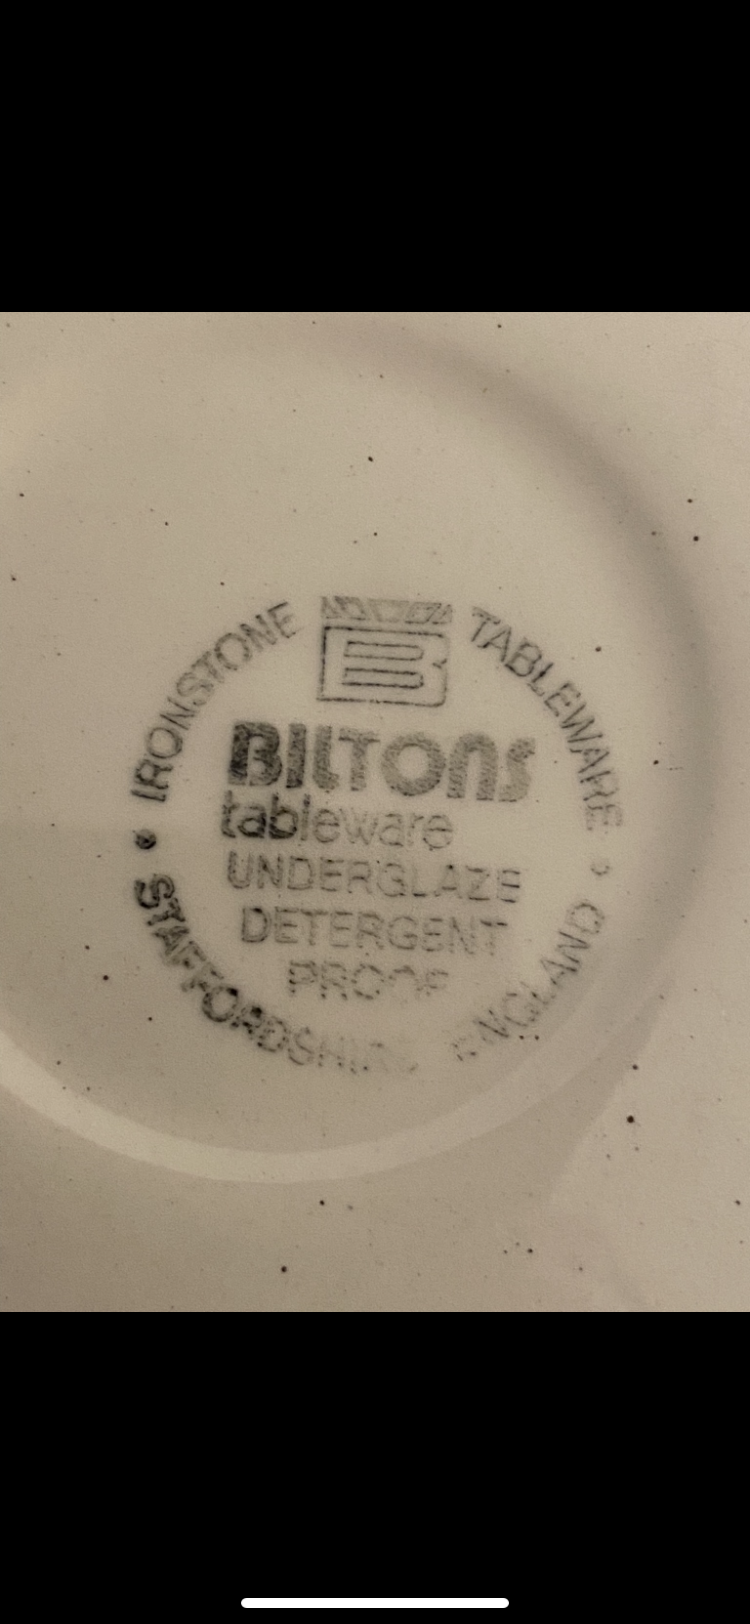 IRONSTONE TABLEWARE
B
BILTONS
tableware
UNDERGLAZE
DETERGENT
PROOF
STAFFORDSHIRE ENGLAND